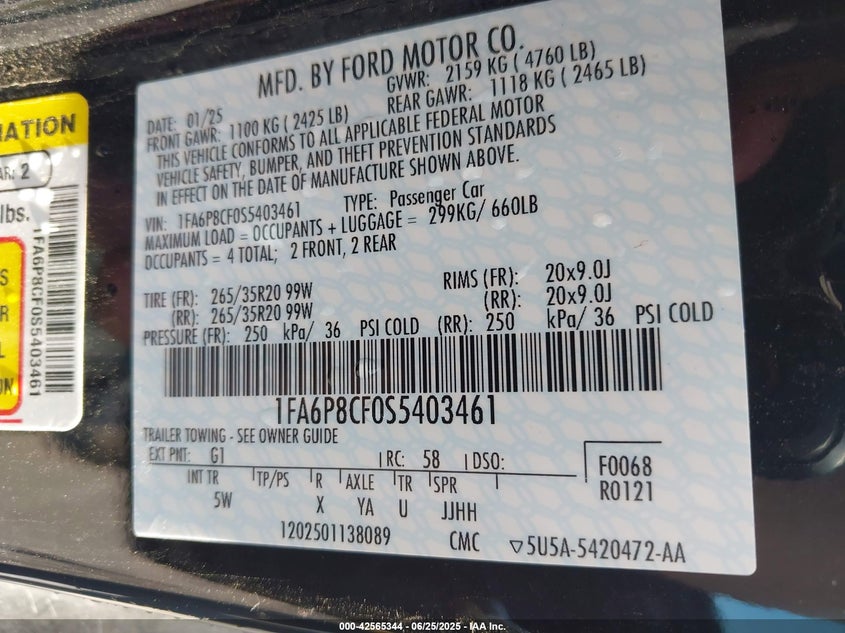 MFD. BY FORD MOTOR CO.
DATE: 01/25 GVWR: 2159 KG ( 4760 LB)
FRONT GAWR: 1100 KG ( 2425 LB) REAR GAWR: 1118 KG ( 2465 LB)
THIS VEHICLE CONFORMS TO ALL APPLICABLE FEDERAL MOTOR
VEHICLE SAFETY, BUMPER, AND THEFT PREVENTION STANDARDS
IN EFFECT ON THE DATE OF MANUFACTURE SHOWN ABOVE.
VIN: 1FA6P8CF0S5403461 TYPE: Passenger Car
MAXIMUM LOAD = OCCUPANTS + LUGGAGE = 299KG/ 660LB
OCCUPANTS = 4 TOTAL; 2 FRONT, 2 REAR
TIRE (FR): 265/35R20 99W RIMS (FR): 20x9.0J
(RR): 265/35R20 99W (RR): 20x9.0J
PRESSURE (FR): 250 kPa/ 36 PSI COLD (RR): 250 kPa/ 36 PSI COLD
1FA6P8CF0S5403461
TRAILER TOWING - SEE OWNER GUIDE
EXT PNT: G1 RC: 58 DSO: F0068
R0121
INT TR TP/PS R AXLE TR SPR
5W X YA U JJHH
1202501138089 CMC ▽5U5A-5420472-AA
2
lbs.
1FA6P8CF0S5403461
000-42565344 | 06/25/2025 | IAA Inc.